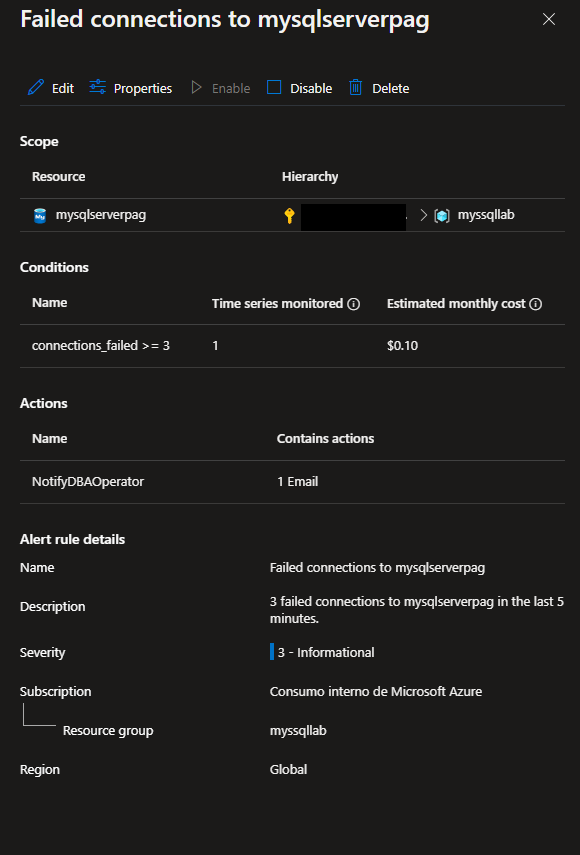 Failed connections to mysqlserverpag
Edit Properties Enable Disable Delete
Scope
Resource Hierarchy
mysqlserverpag myssqllab
Conditions
Name Time series monitored Estimated monthly cost
connections_failed >= 3 1 $0.10
Actions
Name Contains actions
NotifyDBAOperator 1 Email
Alert rule details
Name Failed connections to mysqlserverpag
Description 3 failed connections to mysqlserverpag in the last 5
minutes.
Severity 3 - Informational
Subscription Consumo interno de Microsoft Azure
Resource group myssqllab
Region Global